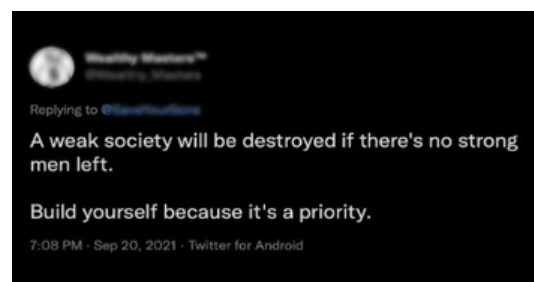 Replying to
A weak society will be destroyed if there's no strong
men left.
Build yourself because it's a priority.
7:08 PM · Sep 20, 2021 · Twitter for Android